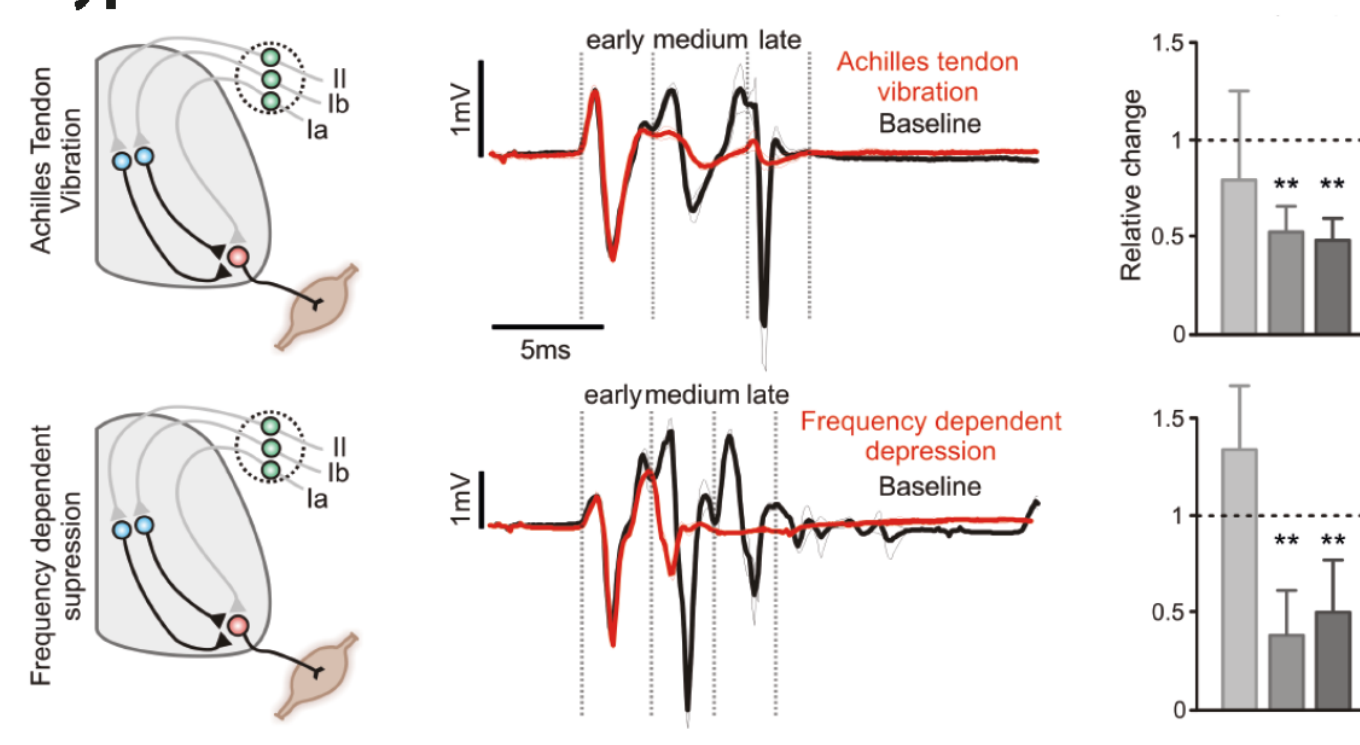 Achilles Tendon
Vibration
II
Ib
Ia
early medium late
1mV
Achilles tendon
vibration
Baseline
5ms
Relative change
1.5
1
0.5
0
** **
Frequency dependent
supression
II
Ib
Ia
early medium late
1mV
Frequency dependent
depression
Baseline
1.5
1
0.5
0
** **